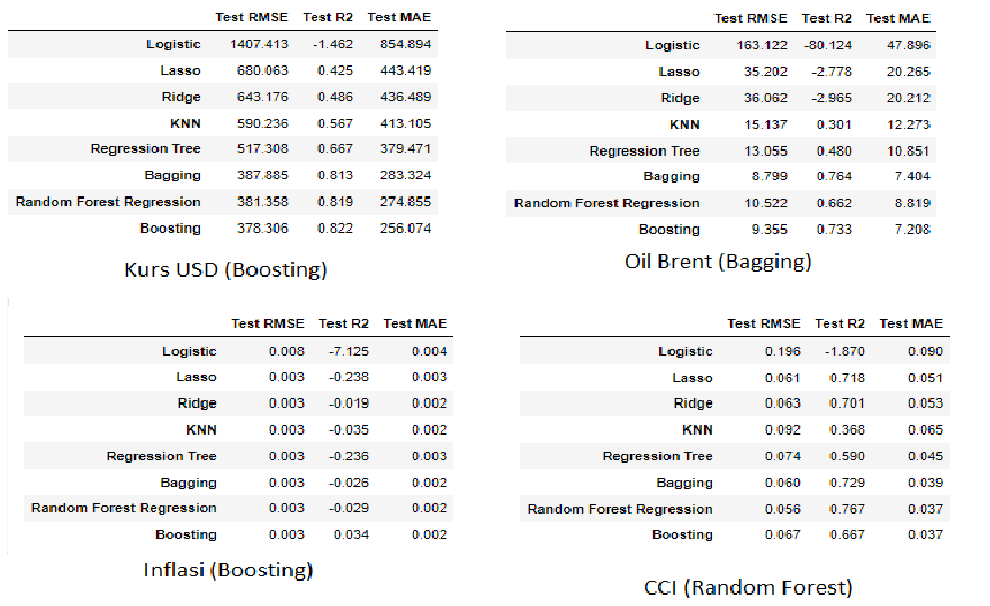 Test RMSE Test R2 Test MAE
Logistic 1407.413 -1.462 854.894
Lasso 680.063 0.425 443.419
Ridge 643.176 0.486 436.489
KNN 590.236 0.567 413.105
Regression Tree 517.308 0.667 379.471
Bagging 387.885 0.813 283.324
Random Forest Regression 381.358 0.819 274.855
Boosting 378.306 0.822 256.074
Kurs USD (Boosting)
Test RMSE Test R2 Test MAE
Logistic 163.122 -80.124 47.896
Lasso 35.202 -2.778 20.265
Ridge 36.062 -2.965 20.212
KNN 15.137 0.301 12.273
Regression Tree 13.055 0.480 10.851
Bagging 8.799 0.764 7.404
Random Forest Regression 10.522 0.662 8.819
Boosting 9.355 0.733 7.208
Oil Brent (Bagging)
Test RMSE Test R2 Test MAE
Logistic 0.008 -7.125 0.004
Lasso 0.003 -0.238 0.003
Ridge 0.003 -0.019 0.002
KNN 0.003 -0.035 0.002
Regression Tree 0.003 -0.236 0.003
Bagging 0.003 -0.026 0.002
Random Forest Regression 0.003 -0.029 0.002
Boosting 0.003 0.034 0.002
Inflasi (Boosting)
Test RMSE Test R2 Test MAE
Logistic 0.196 -1.870 0.090
Lasso 0.061 0.718 0.051
Ridge 0.063 0.701 0.053
KNN 0.092 0.368 0.065
Regression Tree 0.074 0.590 0.045
Bagging 0.060 0.729 0.039
Random Forest Regression 0.056 0.767 0.037
Boosting 0.067 0.667 0.037
CCI (Random Forest)